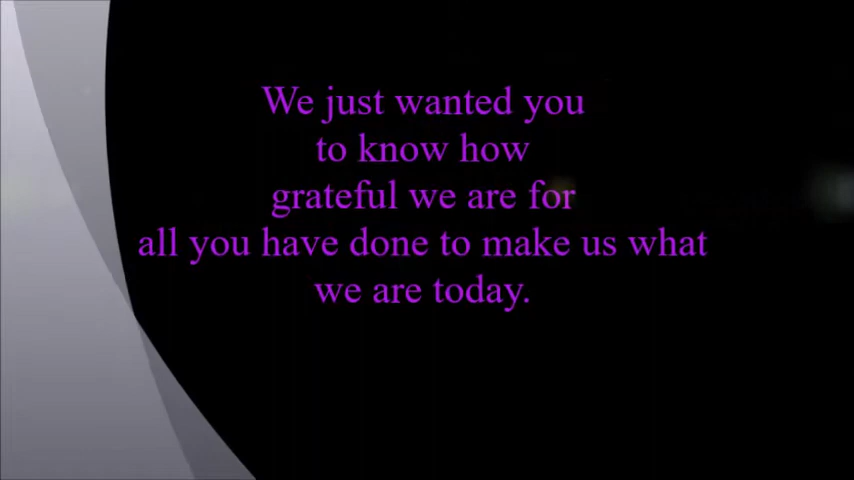 We just wanted you
to know how
grateful we are for
all you have done to make us what
we are today.